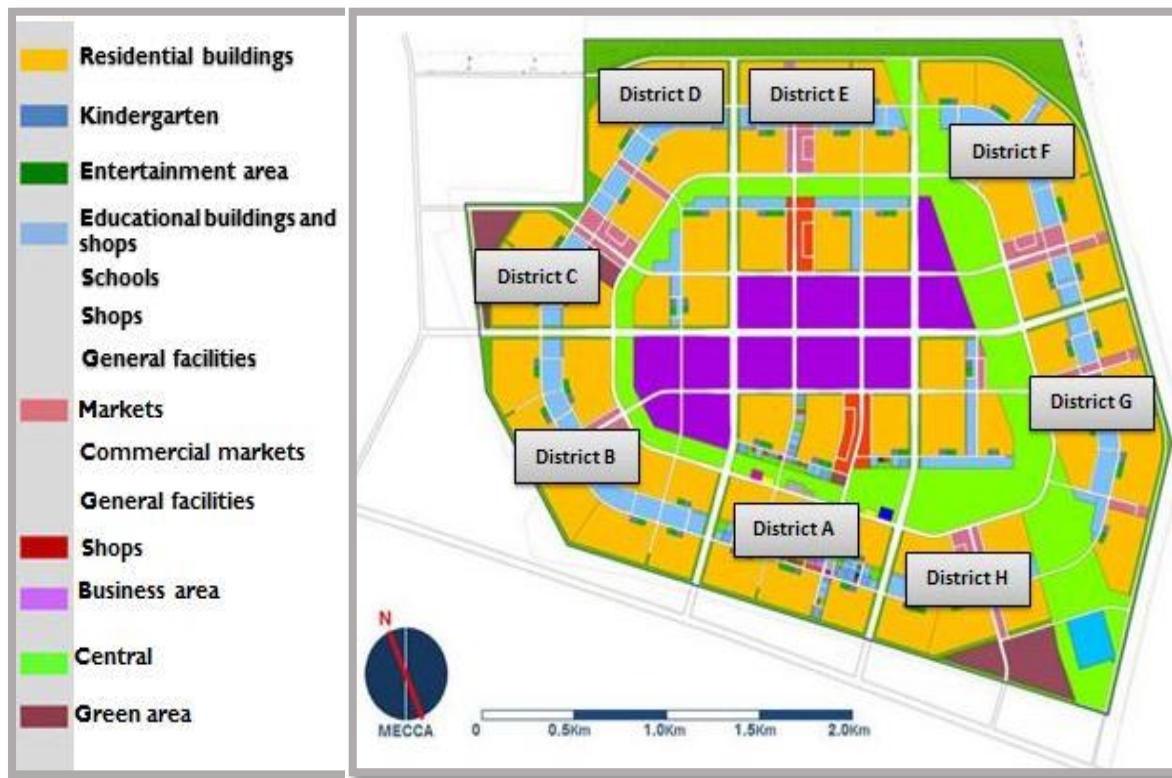 Residential buildings
Kindergarten
Entertainment area
Educational buildings and
shops
Schools
Shops
General facilities
Markets
Commercial markets
General facilities
Shops
Business area
Central
Green area
District D
District E
District F
District C
District G
District B
District A
District H
N
MECCA
0
0.5Km
1.0Km
1.5Km
2.0Km